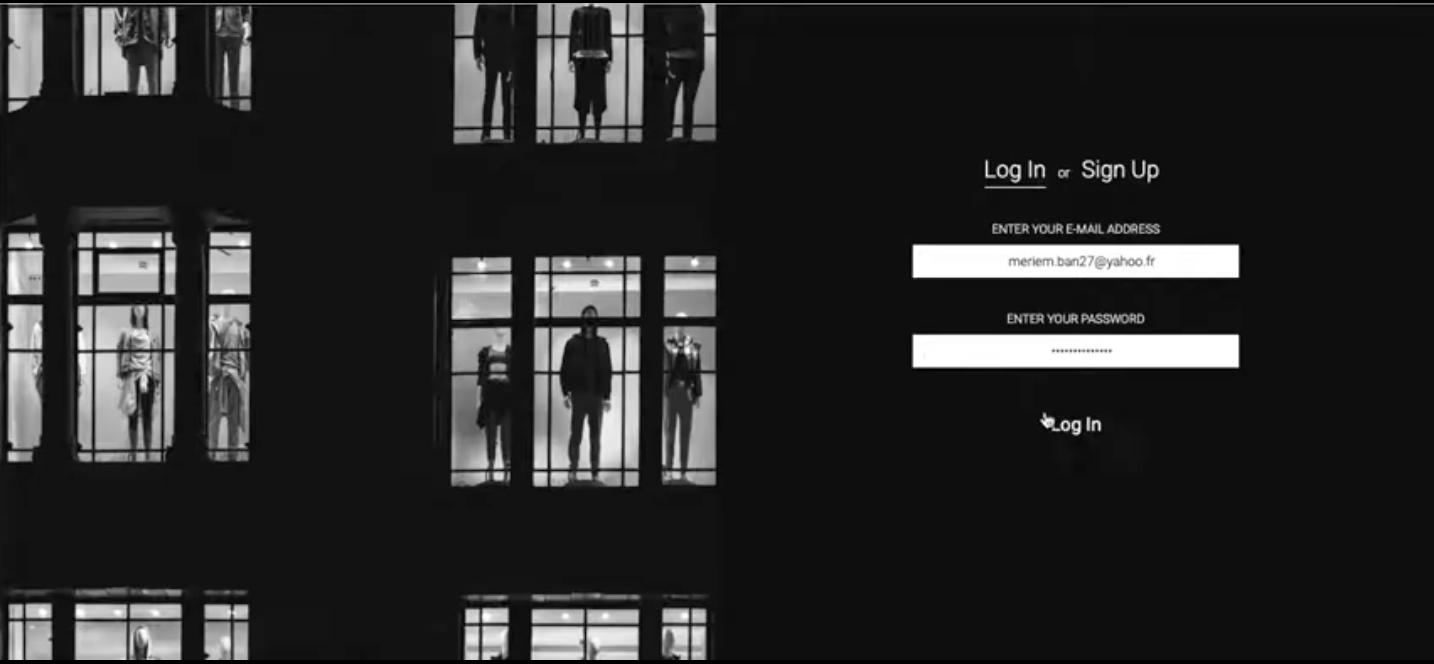 Log In or Sign Up
ENTER YOUR E-MAIL ADDRESS
meriem.ban27@yahoo.fr
ENTER YOUR PASSWORD
••••••••••••••
Log In